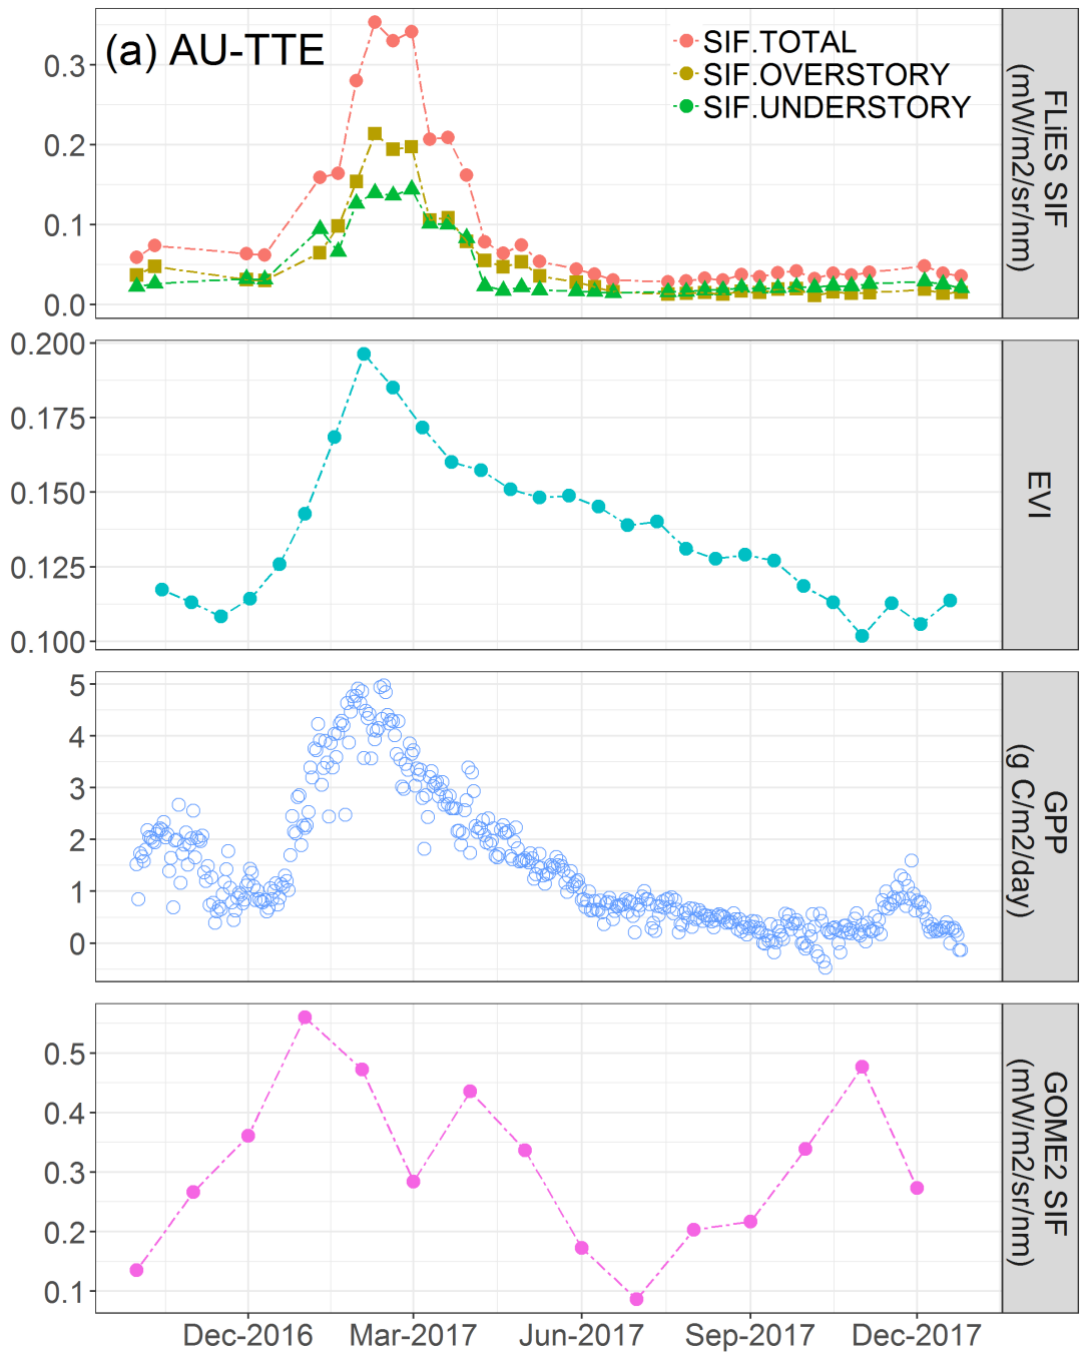 (a) AU-TTE
SIF.TOTAL
SIF.OVERSTORY
SIF.UNDERSTORY
0.3
0.2
0.1
0.0
FLiES SIF
(mW/m2/sr/nm)
0.200
0.175
0.150
0.125
0.100
EVI
5
4
3
2
1
0
GPP
(g C/m2/day)
0.5
0.4
0.3
0.2
0.1
GOME2 SIF
(mW/m2/sr/nm)
Dec-2016
Mar-2017
Jun-2017
Sep-2017
Dec-2017